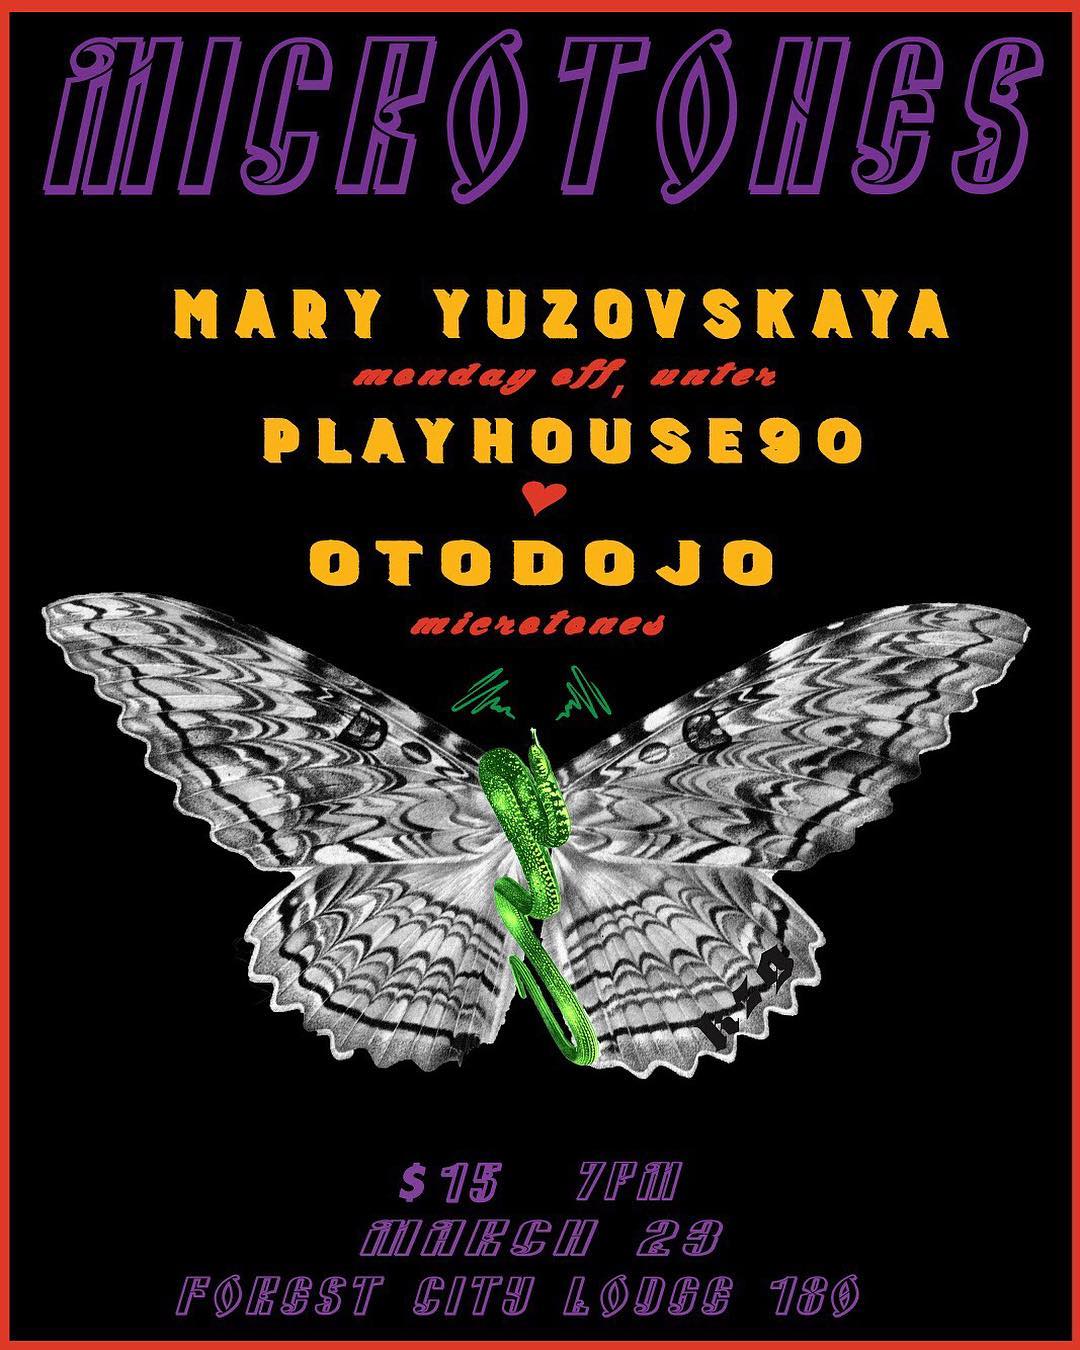 MICROTONES
MARY YUZOVSKAYA
monday off, unter
PLAYHOUSE90
OTODOJO
microtones
$15 7PM
MARCH 23
FOREST CITY LODGE 180